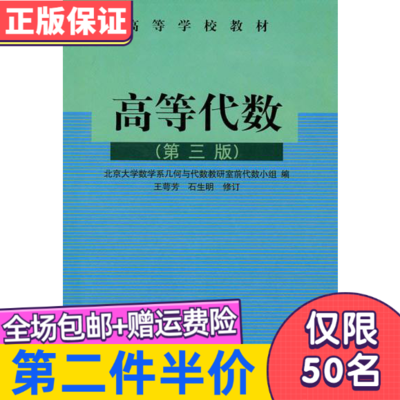 正版保证
高等学校教材
高等代数
(第三版)
北京大学数学系几何与代数教研室前代数小组 编
王萼芳 石生明 修订
全场包邮+赠运费险
第二件半价
仅限
50名